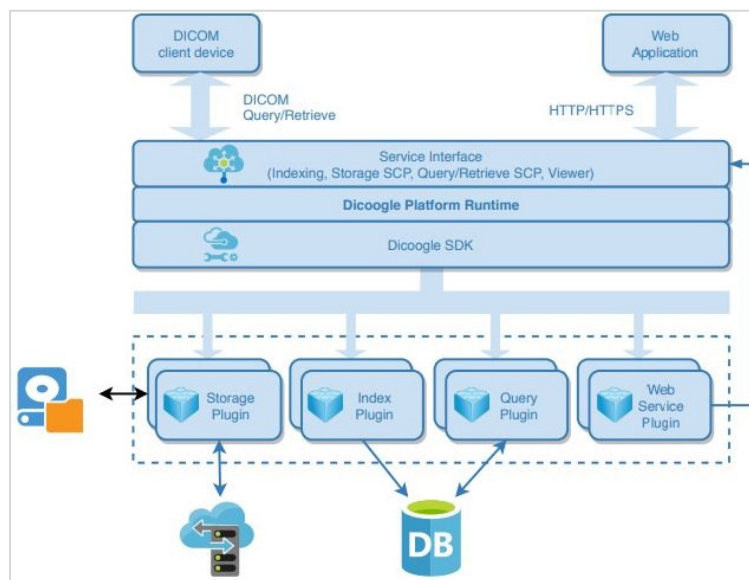 DICOM
client device
Web
Application
DICOM
Query/Retrieve
HTTP/HTTPS
Service Interface
(Indexing, Storage SCP, Query/Retrieve SCP, Viewer)
Dicoogle Platform Runtime
Dicoogle SDK
Storage
Plugin
Index
Plugin
Query
Plugin
Web
Service
Plugin
DB